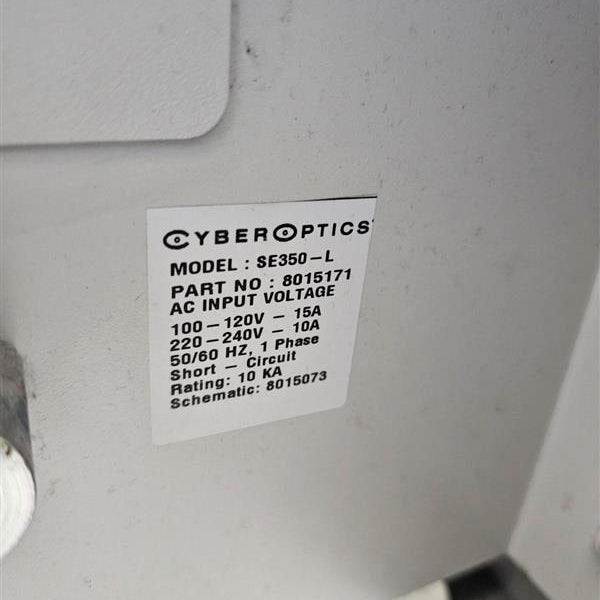 CYBEROPTICS
MODEL : SE350-L
PART NO : 8015171
AC INPUT VOLTAGE
100-120V - 15A
220-240V - 10A
50/60 HZ, 1 Phase
Short - Circuit
Rating: 10 KA
Schematic: 8015073